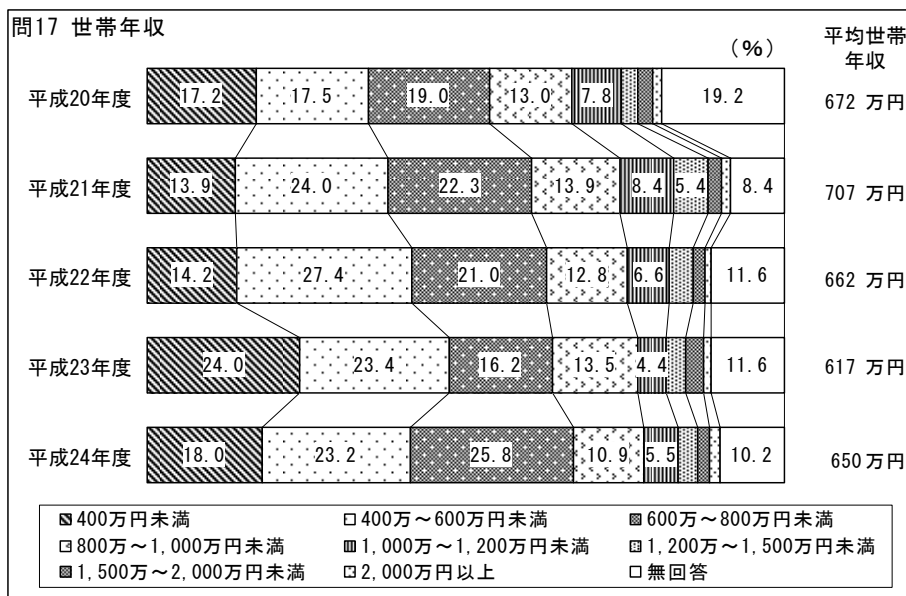 問17 世帯年収
（％）
平均世帯
年収
平成20年度 17.2 17.5 19.0 13.0 7.8 19.2 672 万円
平成21年度 13.9 24.0 22.3 13.9 8.4 5.4 8.4 707 万円
平成22年度 14.2 27.4 21.0 12.8 6.6 11.6 662 万円
平成23年度 24.0 23.4 16.2 13.5 4.4 11.6 617 万円
平成24年度 18.0 23.2 25.8 10.9 5.5 10.2 650万円
400万円未満 400万～600万円未満 600万～800万円未満
800万～1,000万円未満 1,000万～1,200万円未満 1,200万～1,500万円未満
1,500万～2,000万円未満 2,000万円以上 無回答